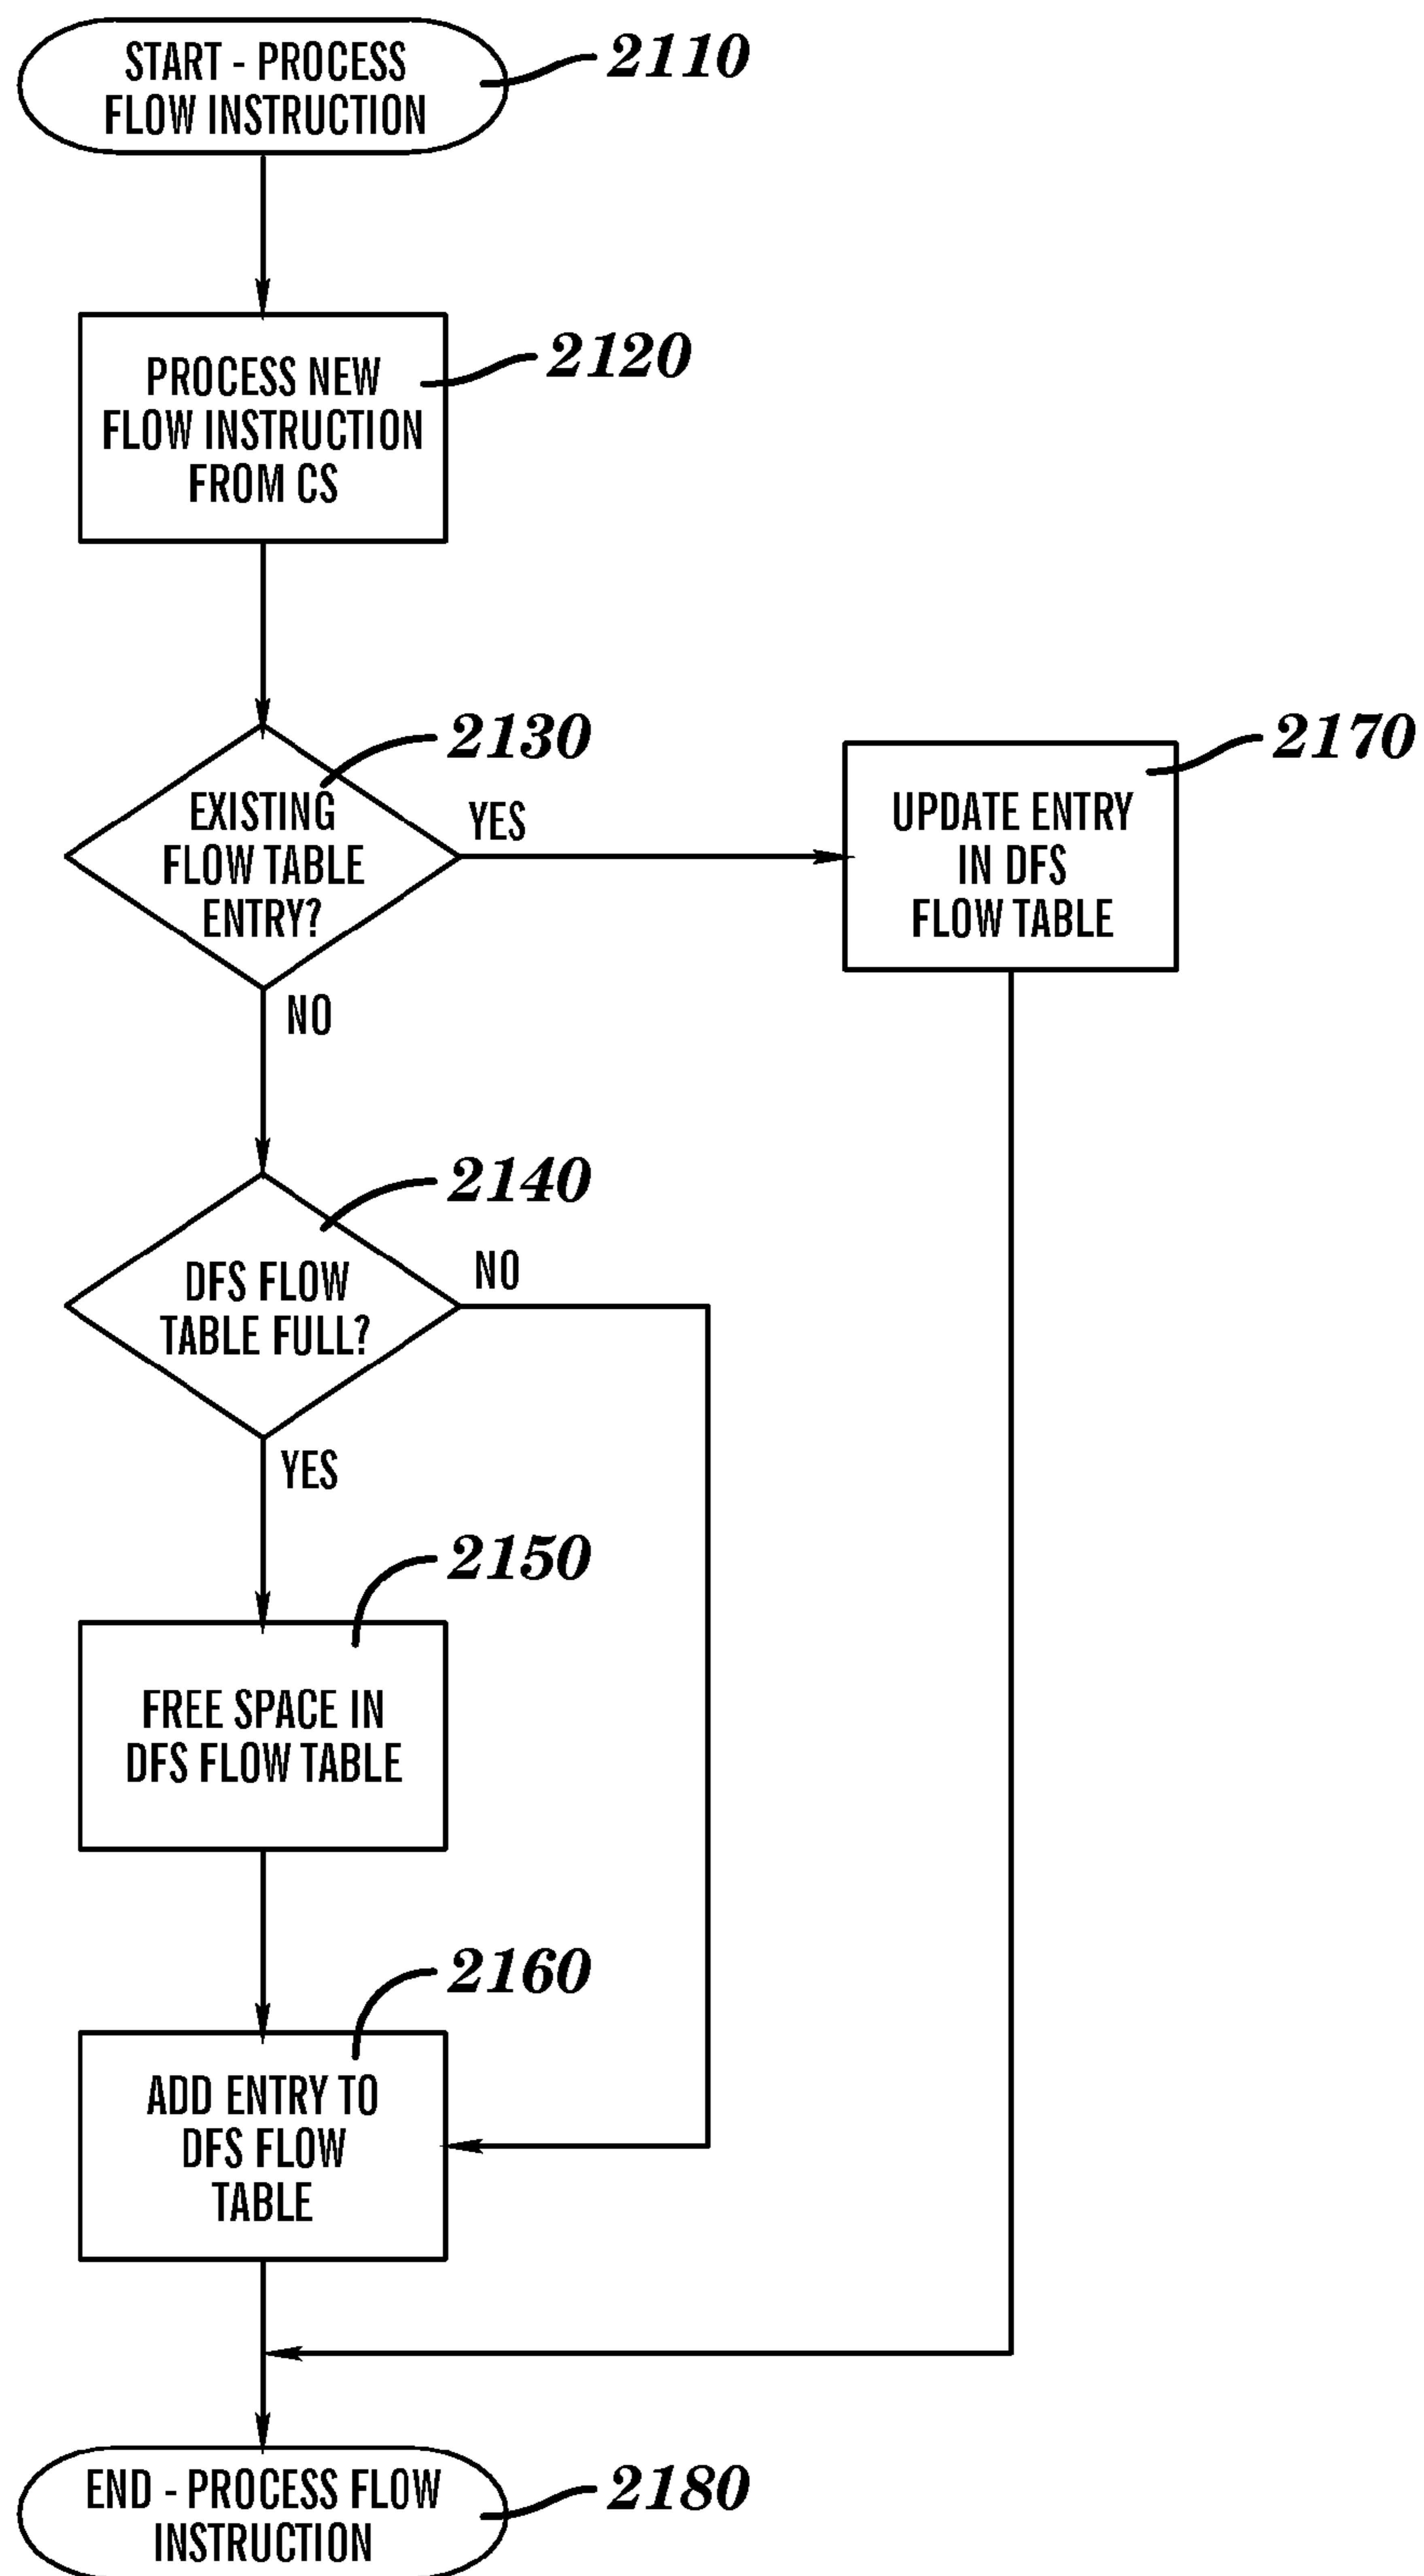 START - PROCESS
FLOW INSTRUCTION
2110
PROCESS NEW
FLOW INSTRUCTION
FROM CS
2120
EXISTING
FLOW TABLE
ENTRY?
2130
YES
NO
UPDATE ENTRY
IN DFS
FLOW TABLE
2170
DFS FLOW
TABLE FULL?
2140
NO
YES
FREE SPACE IN
DFS FLOW TABLE
2150
ADD ENTRY TO
DFS FLOW
TABLE
2160
END - PROCESS FLOW
INSTRUCTION
2180